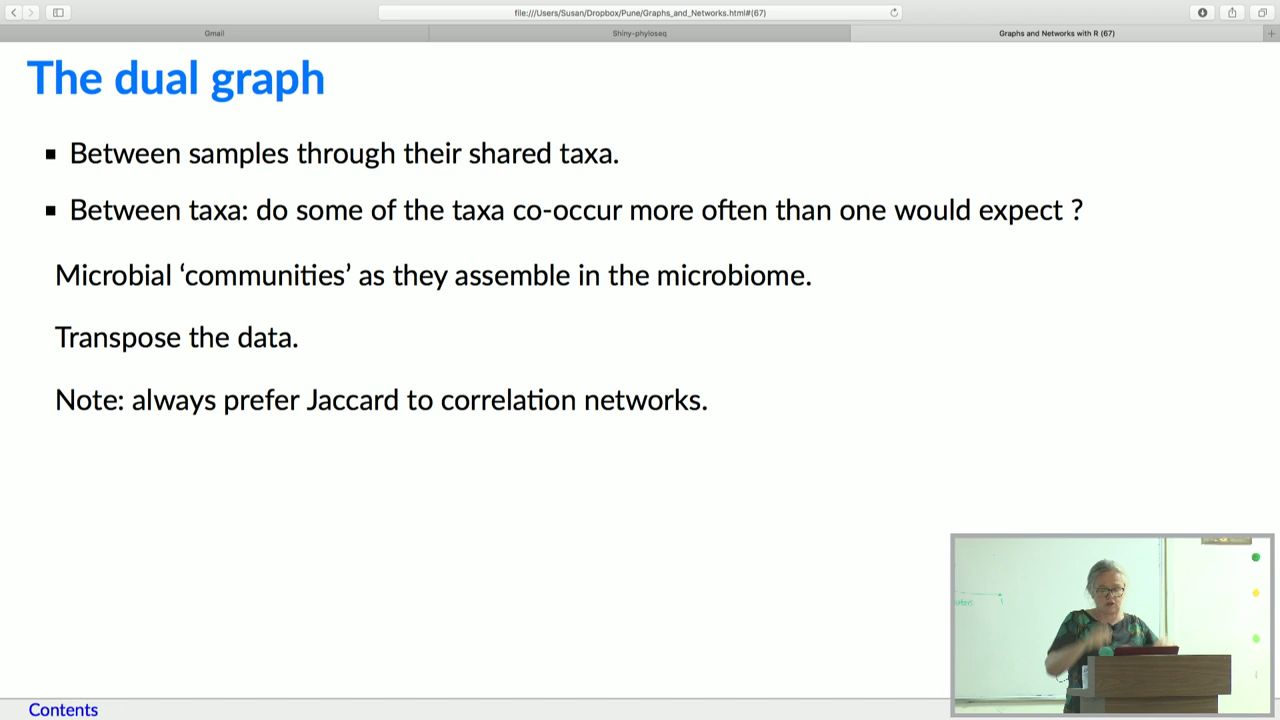 file:///Users/Susan/Dropbox/Pune/Graphs_and_Networks.html#(67)
Gmail
Shiny-phyloseq
Graphs and Networks with R (67)
The dual graph
Between samples through their shared taxa.
Between taxa: do some of the taxa co-occur more often than one would expect ?
Microbial ‘communities’ as they assemble in the microbiome.
Transpose the data.
Note: always prefer Jaccard to correlation networks.
Contents